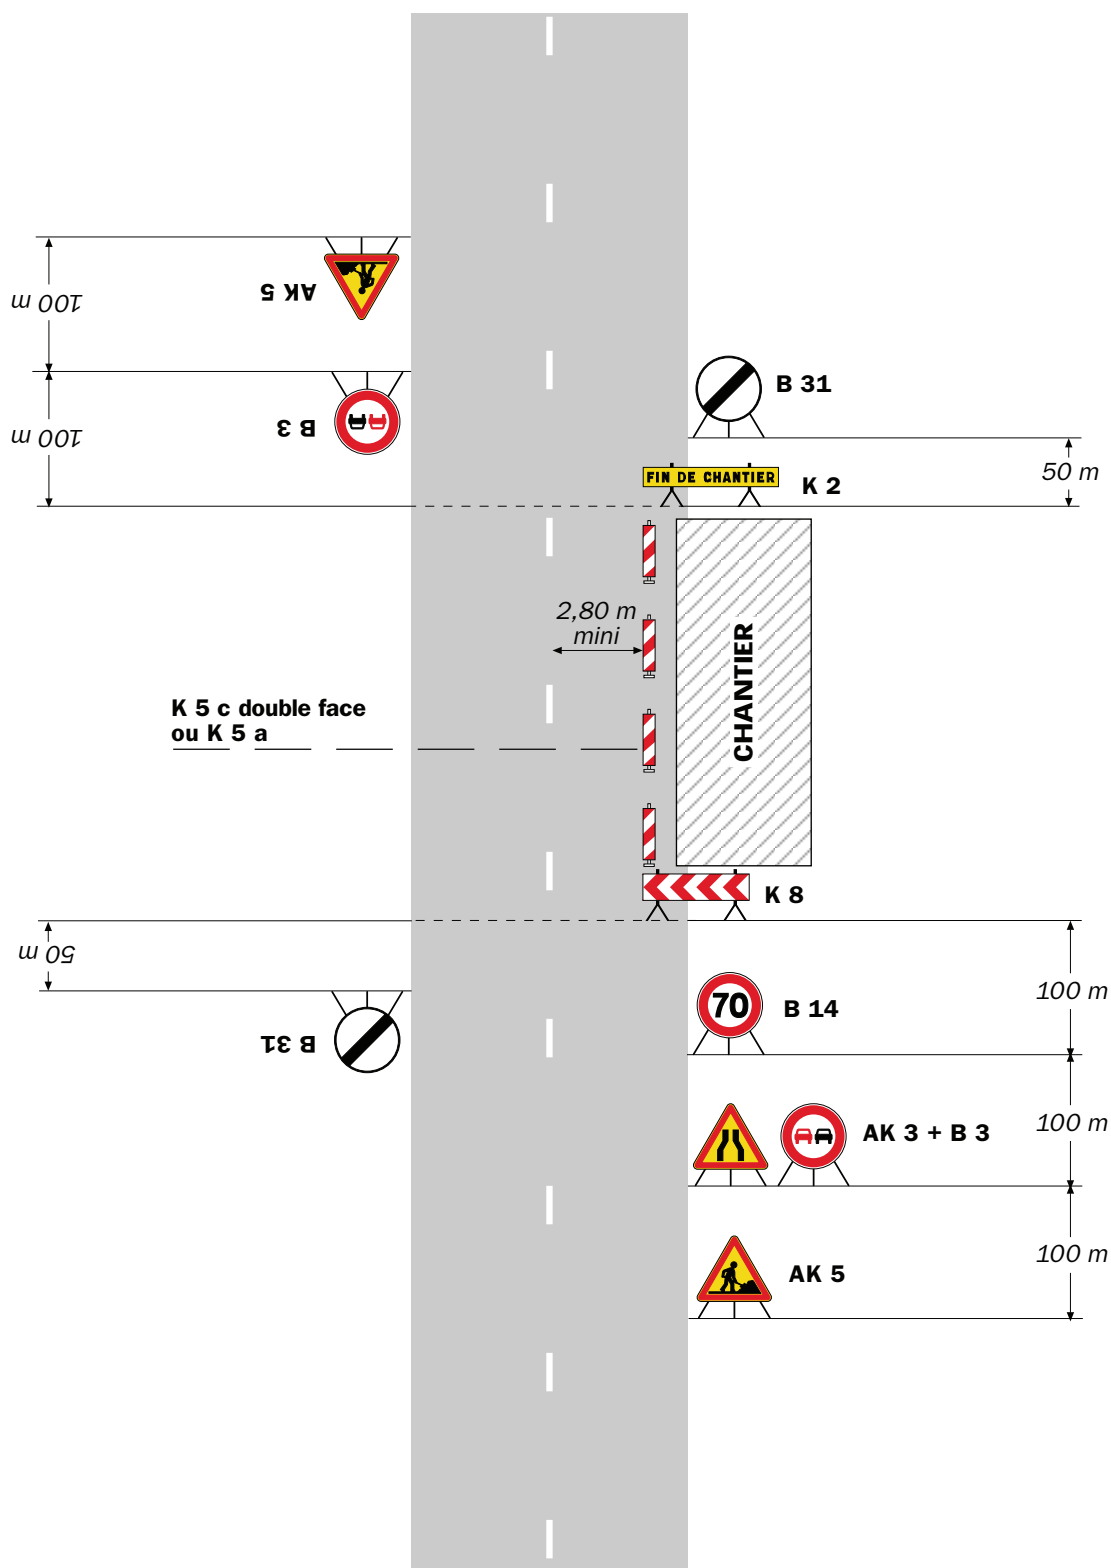 AK 5
100 m
B 3
100 m
B 31
50 m
FIN DE CHANTIER
K 2
2,80 m
mini
CHANTIER
K 5 c double face
ou K 5 a
K 8
50 m
B 31
70
B 14
100 m
AK 3 + B 3
100 m
AK 5
100 m